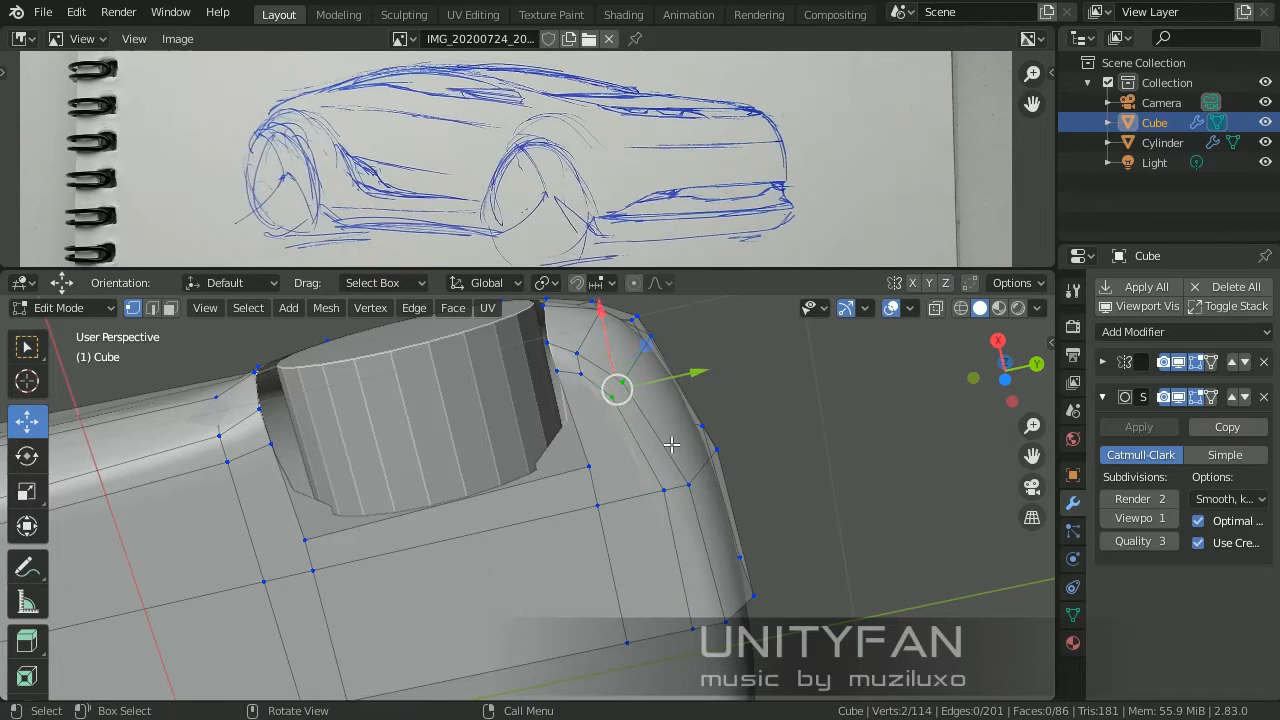 File Edit Render Window Help Layout Modeling Sculpting UV Editing Texture Paint Shading Animation Rendering Compositing Scene View Layer
View View Image IMG_20200724_20...
Scene Collection
Collection
Camera
Cube
Cylinder
Light
Orientation: Default Drag: Select Box Global X Y Z Options
Edit Mode View Select Add Mesh Vertex Edge Face UV
User Perspective
(1) Cube
X
Y
Cube
Apply All Delete All
Viewport Vis Toggle Stack
Add Modifier
S
Apply Copy
Catmull-Clark Simple
Subdivisions: Options:
Render 2 Smooth, k...
Viewpo 1 Optimal ...
Quality 3 Use Cre...
UNITYFAN
music by muziluxo
Select Box Select Rotate View Call Menu Cube | Verts:2/114 | Edges:0/201 | Faces:0/86 | Tris:181 | Mem: 55.9 MiB | 2.83.0